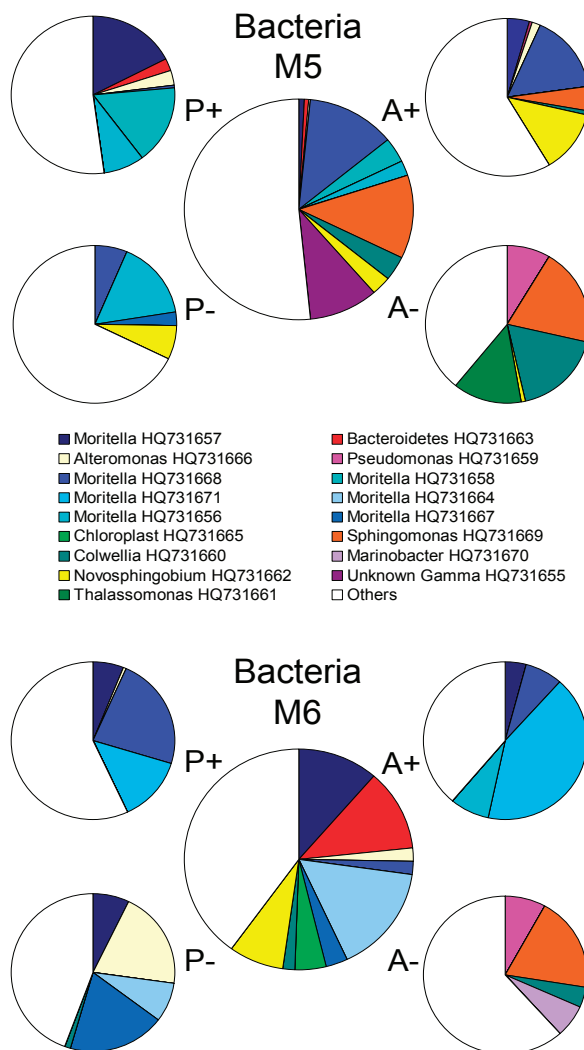 Bacteria
M5
P+
A+
P-
A-
Moritella HQ731657
Alteromonas HQ731666
Moritella HQ731668
Moritella HQ731671
Moritella HQ731656
Chloroplast HQ731665
Colwellia HQ731660
Novosphingobium HQ731662
Thalassomonas HQ731661
Bacteroidetes HQ731663
Pseudomonas HQ731659
Moritella HQ731658
Moritella HQ731664
Moritella HQ731667
Sphingomonas HQ731669
Marinobacter HQ731670
Unknown Gamma HQ731655
Others
Bacteria
M6
P+
A+
P-
A-